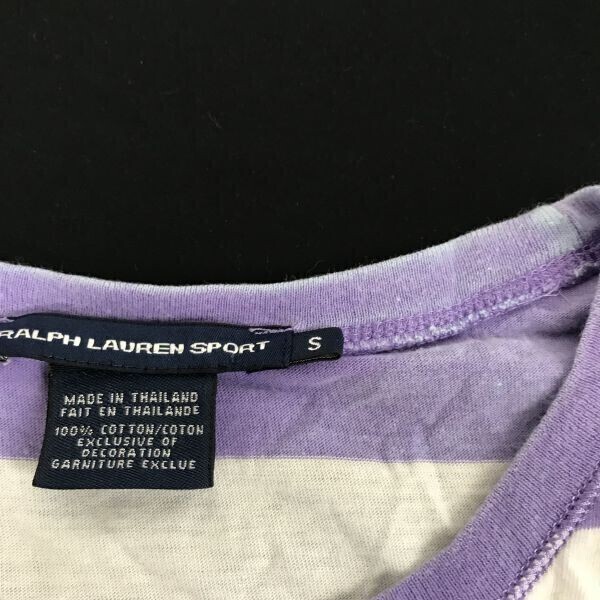 RALPH LAUREN SPORT S
MADE IN THAILAND
FAIT EN THAILANDE
100% COTTON/COTON
EXCLUSIVE OF
DECORATION
GARNITURE EXCLUE